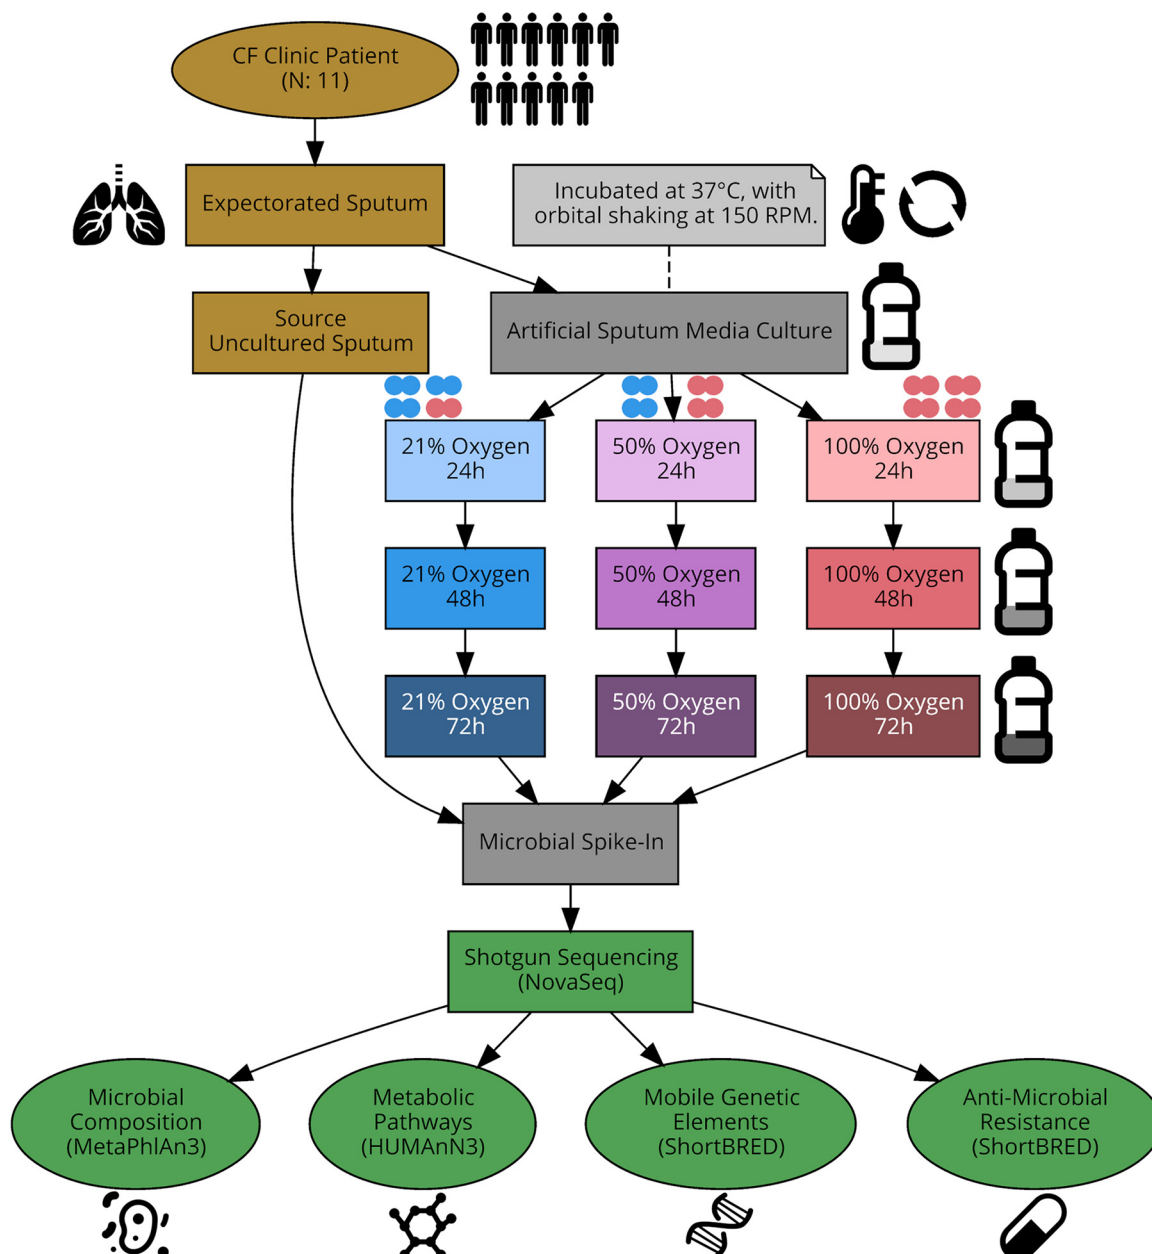 CF Clinic Patient
(N: 11)
Expectorated Sputum
Incubated at 37°C, with
orbital shaking at 150 RPM.
Source
Uncultured Sputum
Artificial Sputum Media Culture
21% Oxygen
24h
50% Oxygen
24h
100% Oxygen
24h
21% Oxygen
48h
50% Oxygen
48h
100% Oxygen
48h
21% Oxygen
72h
50% Oxygen
72h
100% Oxygen
72h
Microbial Spike-In
Shotgun Sequencing
(NovaSeq)
Microbial
Composition
(MetaPhlAn3)
Metabolic
Pathways
(HUMAnN3)
Mobile Genetic
Elements
(ShortBRED)
Anti-Microbial
Resistance
(ShortBRED)